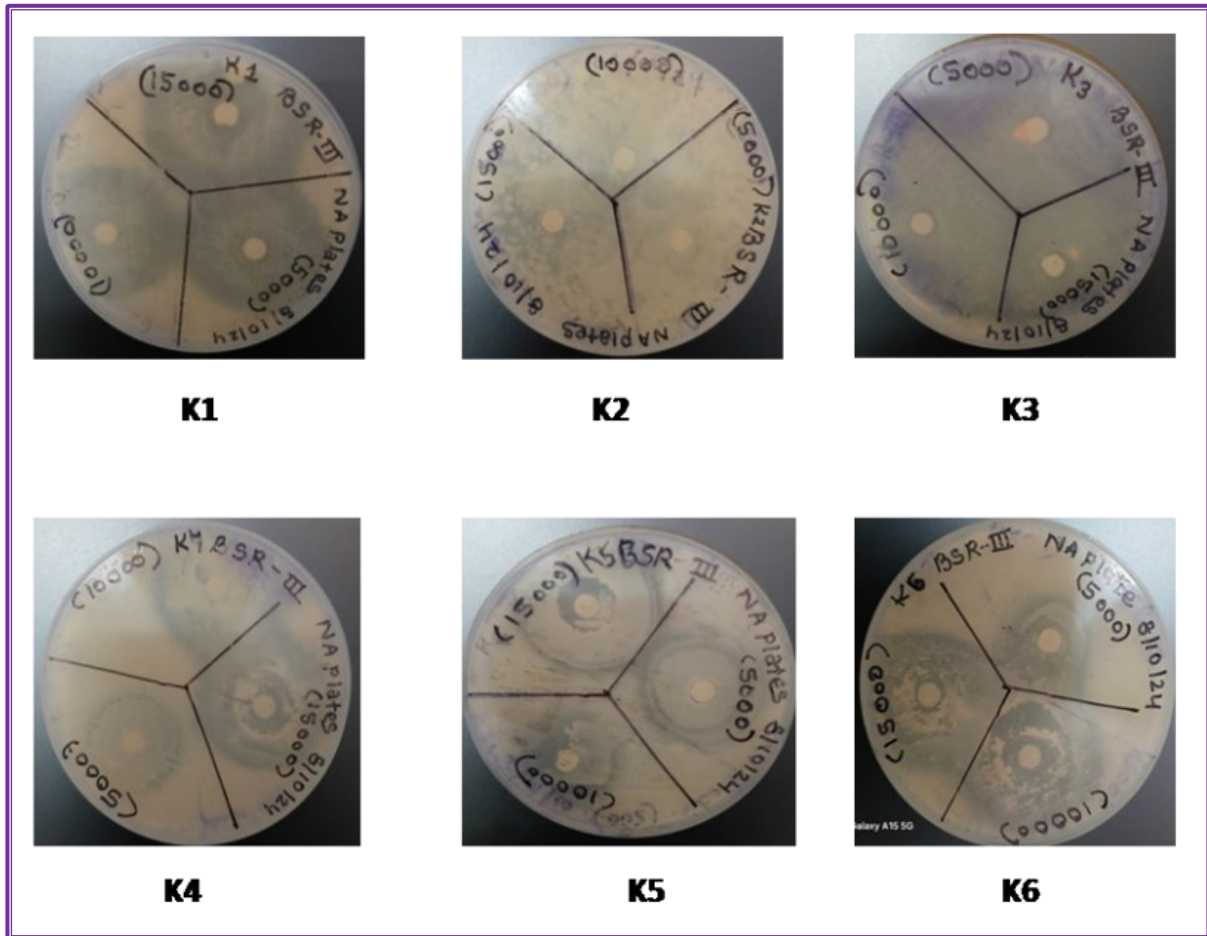 K1
(15000)
BSR-III
NA Plates
(5000)
8/10/24
(10000)
K1
(10000)
(5000)
K2 BSR-III
NA Plates
8/10/24
(15000)
K2
(5000)
K3
BSR-III
NA Plates
(15000)
8/10/24
(10000)
K3
(10000)
K4 BSR-III
NA Plates
(15000)
8/10/24
(5000)
K4
(15000)
K5 BSR-III
NA Plates
(5000)
8/10/24
(10000)
K5
K6 BSR-III
NA Plate
(5000)
8/10/24
(10000)
(15000)
Galaxy A15 5G
K6